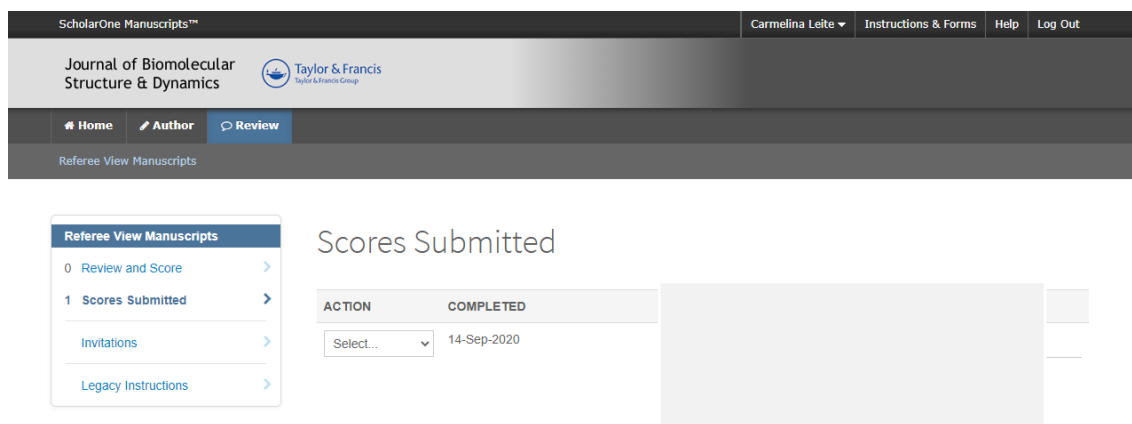 ScholarOne Manuscripts™
Carmelina Leite Instructions & Forms Help Log Out
Journal of Biomolecular
Structure & Dynamics
Taylor & Francis
Taylor & Francis Group
Home Author Review
Referee View Manuscripts
Referee View Manuscripts
0 Review and Score
1 Scores Submitted
Invitations
Legacy Instructions
Scores Submitted
ACTION COMPLETED
Select... 14-Sep-2020